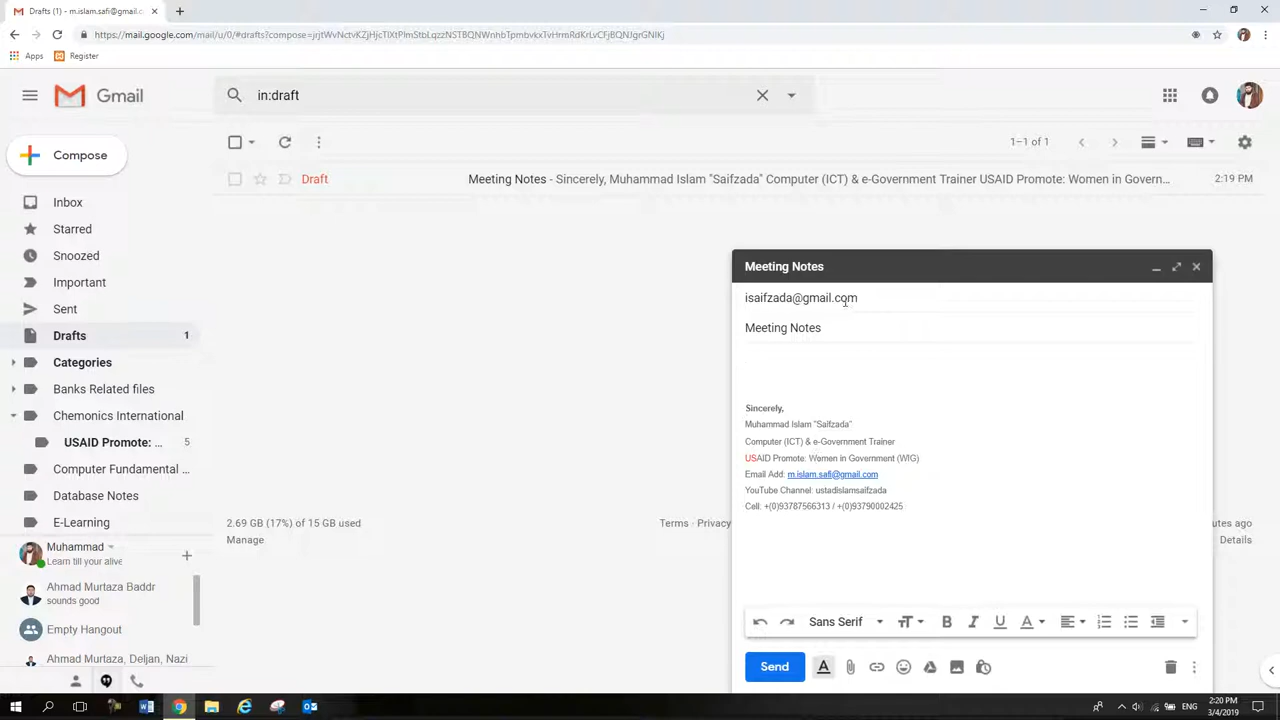 Drafts (1) - m.islam.safi@gmail.c
https://mail.google.com/mail/u/0/#drafts?compose=
Apps Register
Gmail
in:draft
Compose
1–1 of 1
Draft Meeting Notes - Sincerely, Muhammad Islam "Saifzada" Computer (ICT) & e-Government Trainer USAID Promote: Women in Govern... 2:19 PM
Inbox
Starred
Snoozed
Important
Sent
Drafts 1
Categories
Banks Related files
Chemonics International
USAID Promote: ... 5
Computer Fundamental ...
Database Notes
E-Learning
Muhammad
Learn till your alive
Ahmad Murtaza Baddr
sounds good
Empty Hangout
Ahmad Murtaza, Deljan, Nazi
2.69 GB (17%) of 15 GB used
Manage
Terms · Privacy
utes ago
Details
Meeting Notes
isaifzada@gmail.com
Meeting Notes
Sincerely,
Muhammad Islam "Saifzada"
Computer (ICT) & e-Government Trainer
USAID Promote: Women in Government (WIG)
Email Add: m.islam.safi@gmail.com
YouTube Channel: ustadislamsaifzada
Cell: +(0)93787566313 / +(0)93790002425
Sans Serif
Send
ENG
2:20 PM
3/4/2019